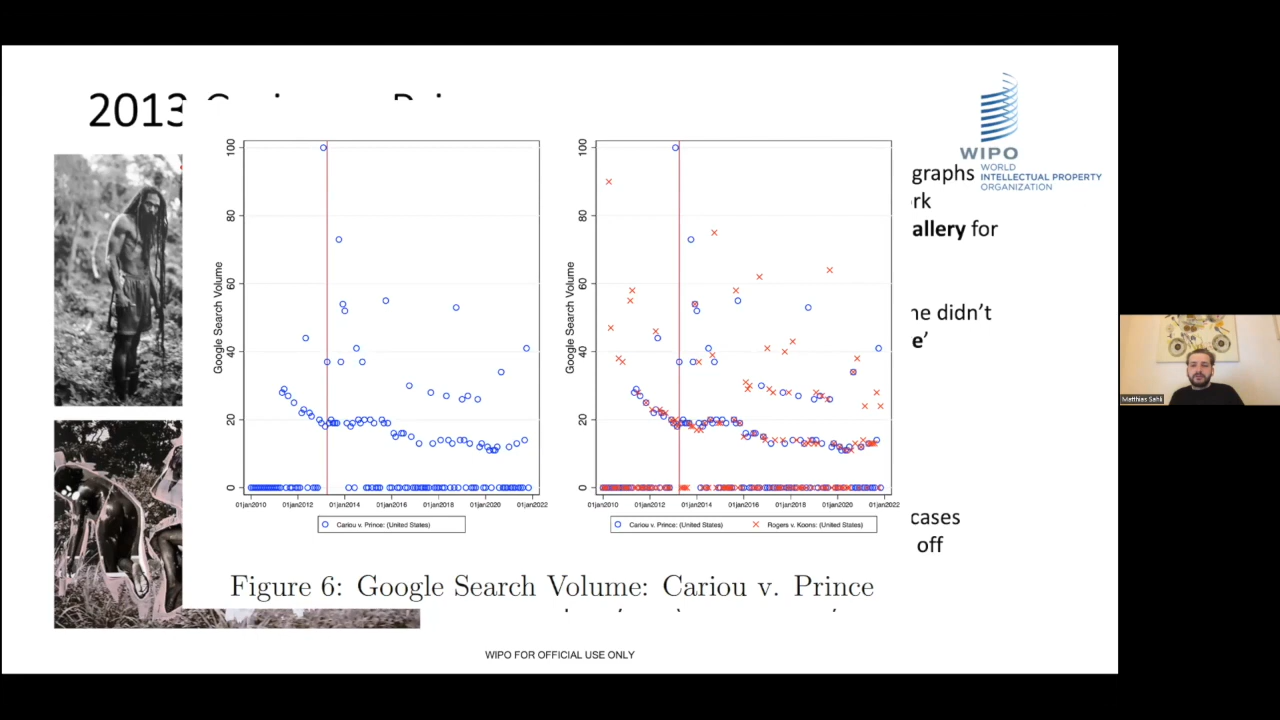 2013
WIPO
WORLD
INTELLECTUAL PROPERTY
ORGANIZATION
graphs
allery for
he didn't
e'
cases
off
Google Search Volume
100
80
60
40
20
0
01jan2010 01jan2012 01jan2014 01jan2016 01jan2018 01jan2020 01jan2022
Cariou v. Prince: (United States)
Google Search Volume
100
80
60
40
20
0
01jan2010 01jan2012 01jan2014 01jan2016 01jan2018 01jan2020 01jan2022
Cariou v. Prince: (United States) Rogers v. Koons: (United States)
Figure 6: Google Search Volume: Cariou v. Prince
WIPO FOR OFFICIAL USE ONLY
Matthias Sahli